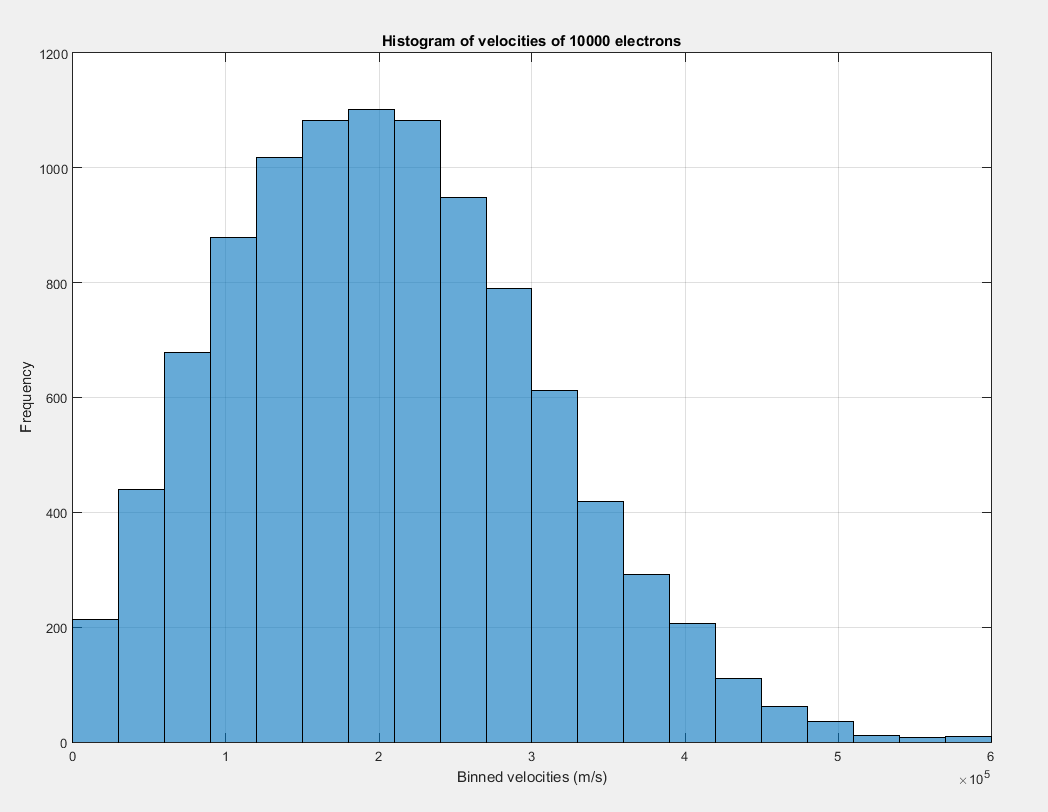 Histogram of velocities of 10000 electrons
1200
1000
800
600
400
200
0
Frequency
0 1 2 3 4 5 6
Binned velocities (m/s)
× 10⁵